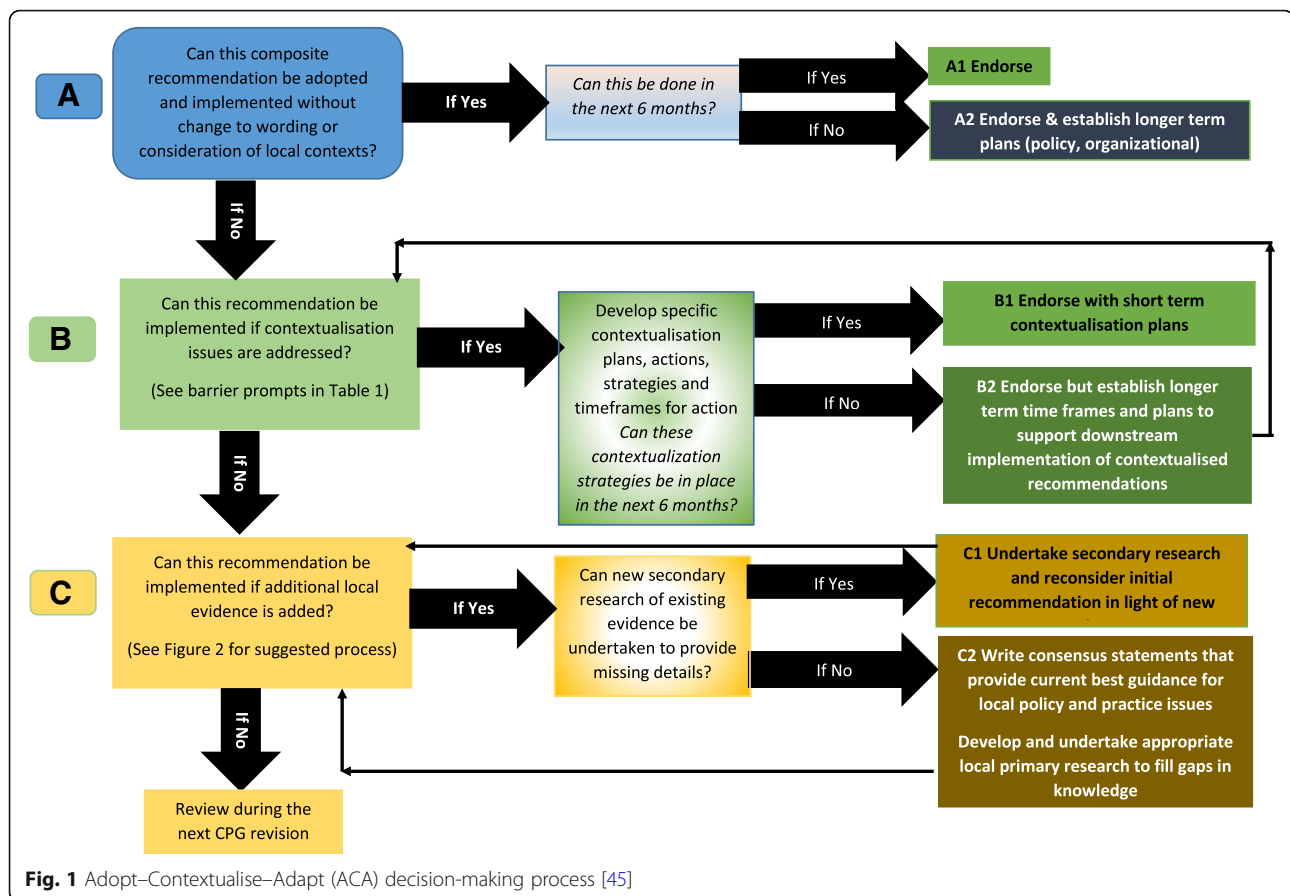 A
Can this composite
recommendation be adopted
and implemented without
change to wording or
consideration of local contexts?
If Yes
Can this be done in
the next 6 months?
If Yes
A1 Endorse
If No
A2 Endorse & establish longer term
plans (policy, organizational)
If No
B
Can this recommendation be
implemented if contextualisation
issues are addressed?
(See barrier prompts in Table 1)
If Yes
Develop specific
contextualisation
plans, actions,
strategies and
timeframes for action
Can these
contextualization
strategies be in place
in the next 6 months?
If Yes
B1 Endorse with short term
contextualisation plans
If No
B2 Endorse but establish longer
term time frames and plans to
support downstream
implementation of contextualised
recommendations
If No
C
Can this recommendation be
implemented if additional local
evidence is added?
(See Figure 2 for suggested process)
If Yes
Can new secondary
research of existing
evidence be
undertaken to provide
missing details?
If Yes
C1 Undertake secondary research
and reconsider initial
recommendation in light of new
If No
C2 Write consensus statements that
provide current best guidance for
local policy and practice issues
Develop and undertake appropriate
local primary research to fill gaps in
knowledge
If No
Review during the
next CPG revision
Fig. 1 Adopt–Contextualise–Adapt (ACA) decision-making process [45]